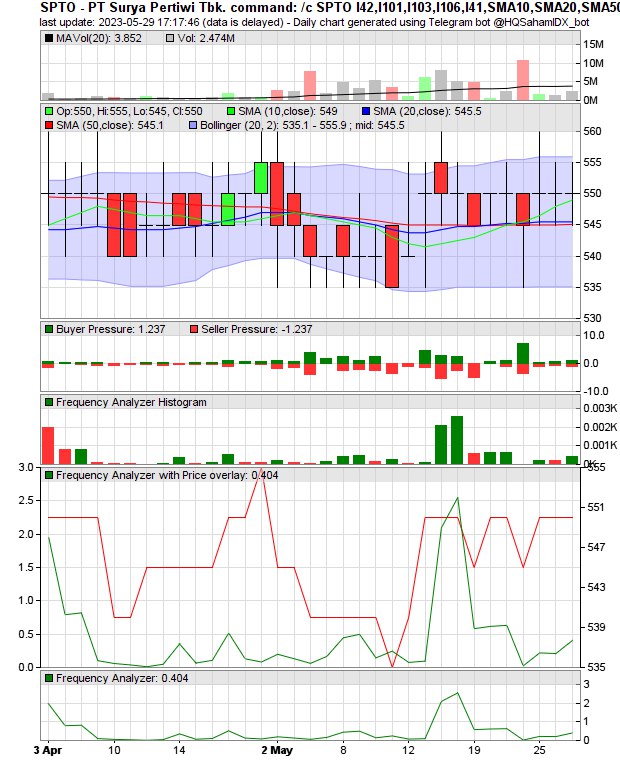 SPTO - PT Surya Pertiwi Tbk. command: /c SPTO I42,I101,I103,I106,I41,SMA10,SMA20,SMA50
last update: 2023-05-29 17:17:46 (data is delayed) - Daily chart generated using Telegram bot @HQSahamIDX_bot
MAVol(20): 3.852 Vol: 2.474M
15M
10M
5M
0M
Op:550, Hi:555, Lo:545, Cl:550 SMA (10,close): 549 SMA (20,close): 545.5
SMA (50,close): 545.1 Bollinger (20, 2): 535.1 - 555.9 ; mid: 545.5
560
555
550
545
540
535
530
Buyer Pressure: 1.237 Seller Pressure: -1.237
10.0
0.0
-10.0
Frequency Analyzer Histogram
0.003K
0.002K
0.001K
0K
Frequency Analyzer with Price overlay: 0.404
3.0
2.5
2.0
1.5
1.0
0.5
0.0
555
551
547
543
539
535
Frequency Analyzer: 0.404
3
2
1
0
3 Apr 10 14 2 May 8 12 19 25